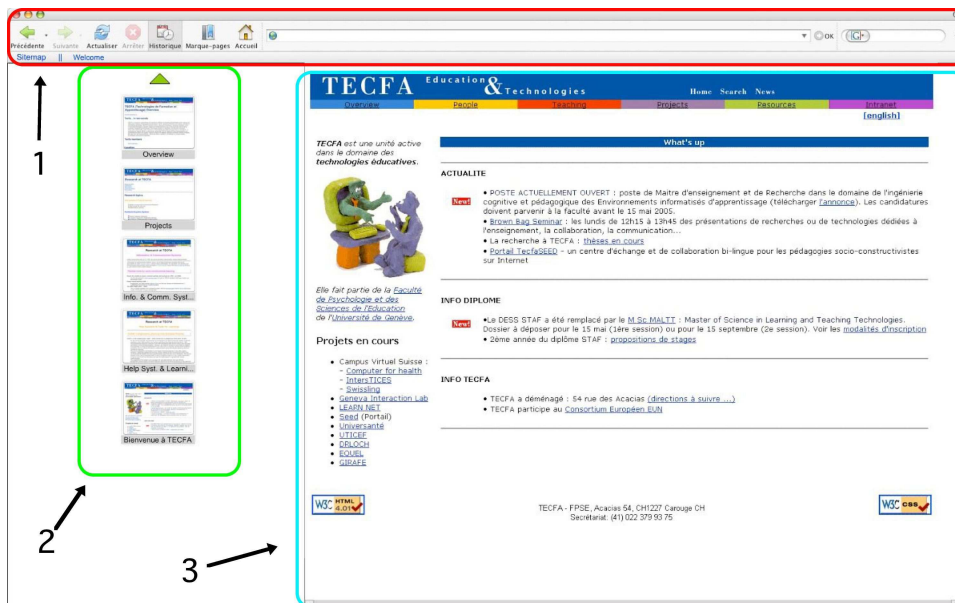 Précédente Suivante Actualiser Arrêter Historique Marque-pages Accueil OK G
Sitemap || Welcome
1
Overview
Projects
Info. & Comm. Syst...
Help Syst. & Learni...
Bienvenue à TECFA
2
3
TECFA Education & Technologies Home Search News
Overview People Teaching Projects Resources Intranet
[english]
TECFA est une unité active
dans le domaine des
technologies éducatives.
Elle fait partie de la Faculté
de Psychologie et des
Sciences de l'Education
de l'Université de Genève.
Projets en cours
• Campus Virtuel Suisse :
- Computer for health
- InterSTICES
- Swissling
• Geneva Interaction Lab
• LEARN NET
• Seed (Portail)
• Universanté
• UTICEF
• DPLOCH
• EQUEL
• GIRAFE
What's up
ACTUALITE
New! • POSTE ACTUELLEMENT OUVERT : poste de Maitre d'enseignement et de Recherche dans le domaine de l'ingénierie
cognitive et pédagogique des Environnements informatisés d'apprentissage (télécharger l'annonce). Les candidatures
doivent parvenir à la faculté avant le 15 mai 2005.
• Brown Bag Seminar : les lunds de 12h15 à 13h45 des présentations de recherches ou de technologies dédiées à
l'enseignement, la collaboration, la communication...
• La recherche à TECFA : thèses en cours
• Portail TecfaSEED - un centre d'échange et de collaboration bi-lingue pour les pédagogies socio-constructivistes
sur Internet
INFO DIPLOME
New! •Le DESS STAF a été remplacé par le M Sc MALTT : Master of Science in Learning and Teaching Technologies.
Dossier à déposer pour le 15 mai (1ére session) ou pour le 15 septembre (2e session). Voir les modalités d'inscription
• 2ème année du diplôme STAF : propositions de stages
INFO TECFA
• TECFA a déménagé : 54 rue des Acacias (directions à suivre ...)
• TECFA participe au Consortium Européen EUN
W3C HTML 4.01
TECFA - FPSE, Acacias 54, CH1227 Carouge CH
Secrétariat: (41) 022 379 93 75
W3C css